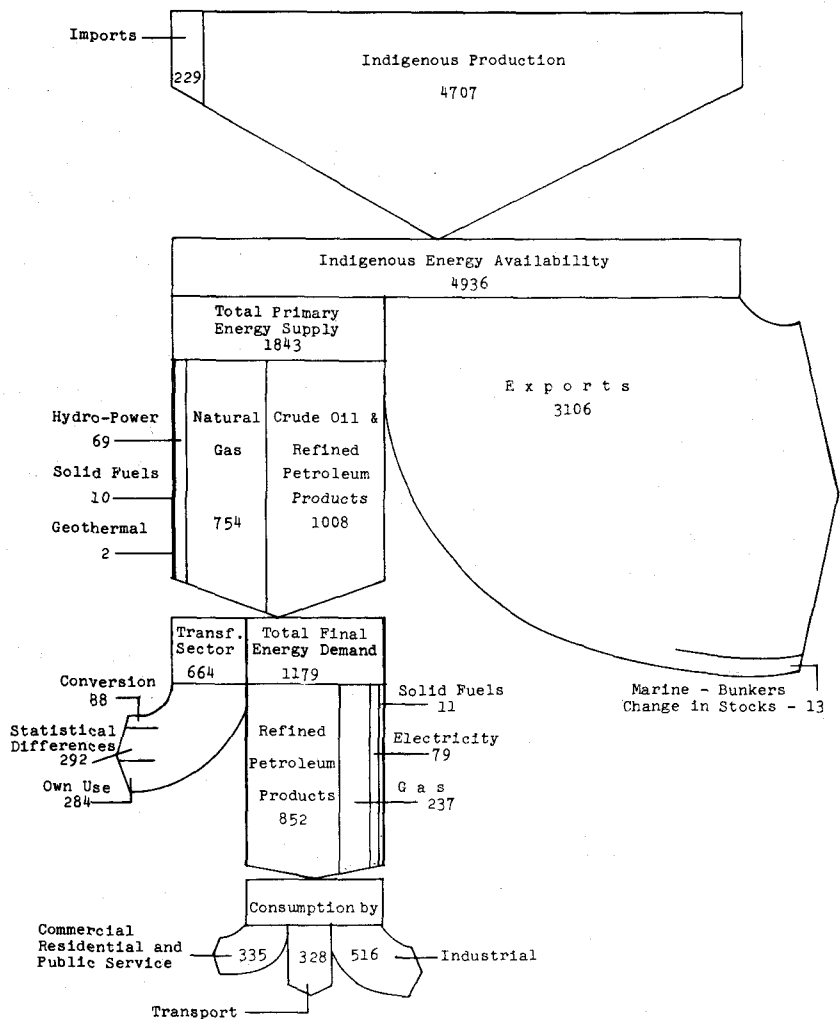 Imports
229
Indigenous Production
4707
Indigenous Energy Availability
4936
Total Primary
Energy Supply
1843
Exports
3106
Hydro-Power
69
Solid Fuels
10
Geothermal
2
Natural
Gas
754
Crude Oil &
Refined
Petroleum
Products
1008
Transf.
Sector
664
Total Final
Energy Demand
1179
Marine - Bunkers
Change in Stocks - 13
Conversion
88
Statistical
Differences
292
Own Use
284
Refined
Petroleum
Products
852
Solid Fuels
11
Electricity
79
Gas
237
Consumption by
Commercial
Residential and
Public Service
335
328
516
Industrial
Transport